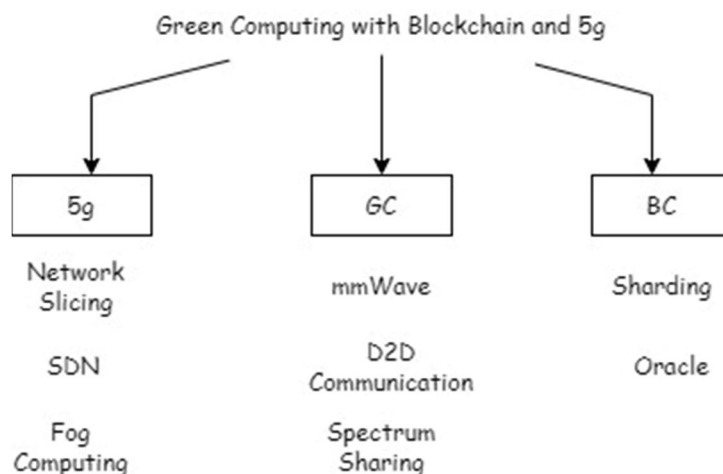 Green Computing with Blockchain and 5g
5g
GC
BC
Network
Slicing
mmWave
Sharding
SDN
D2D
Communication
Oracle
Fog
Computing
Spectrum
Sharing